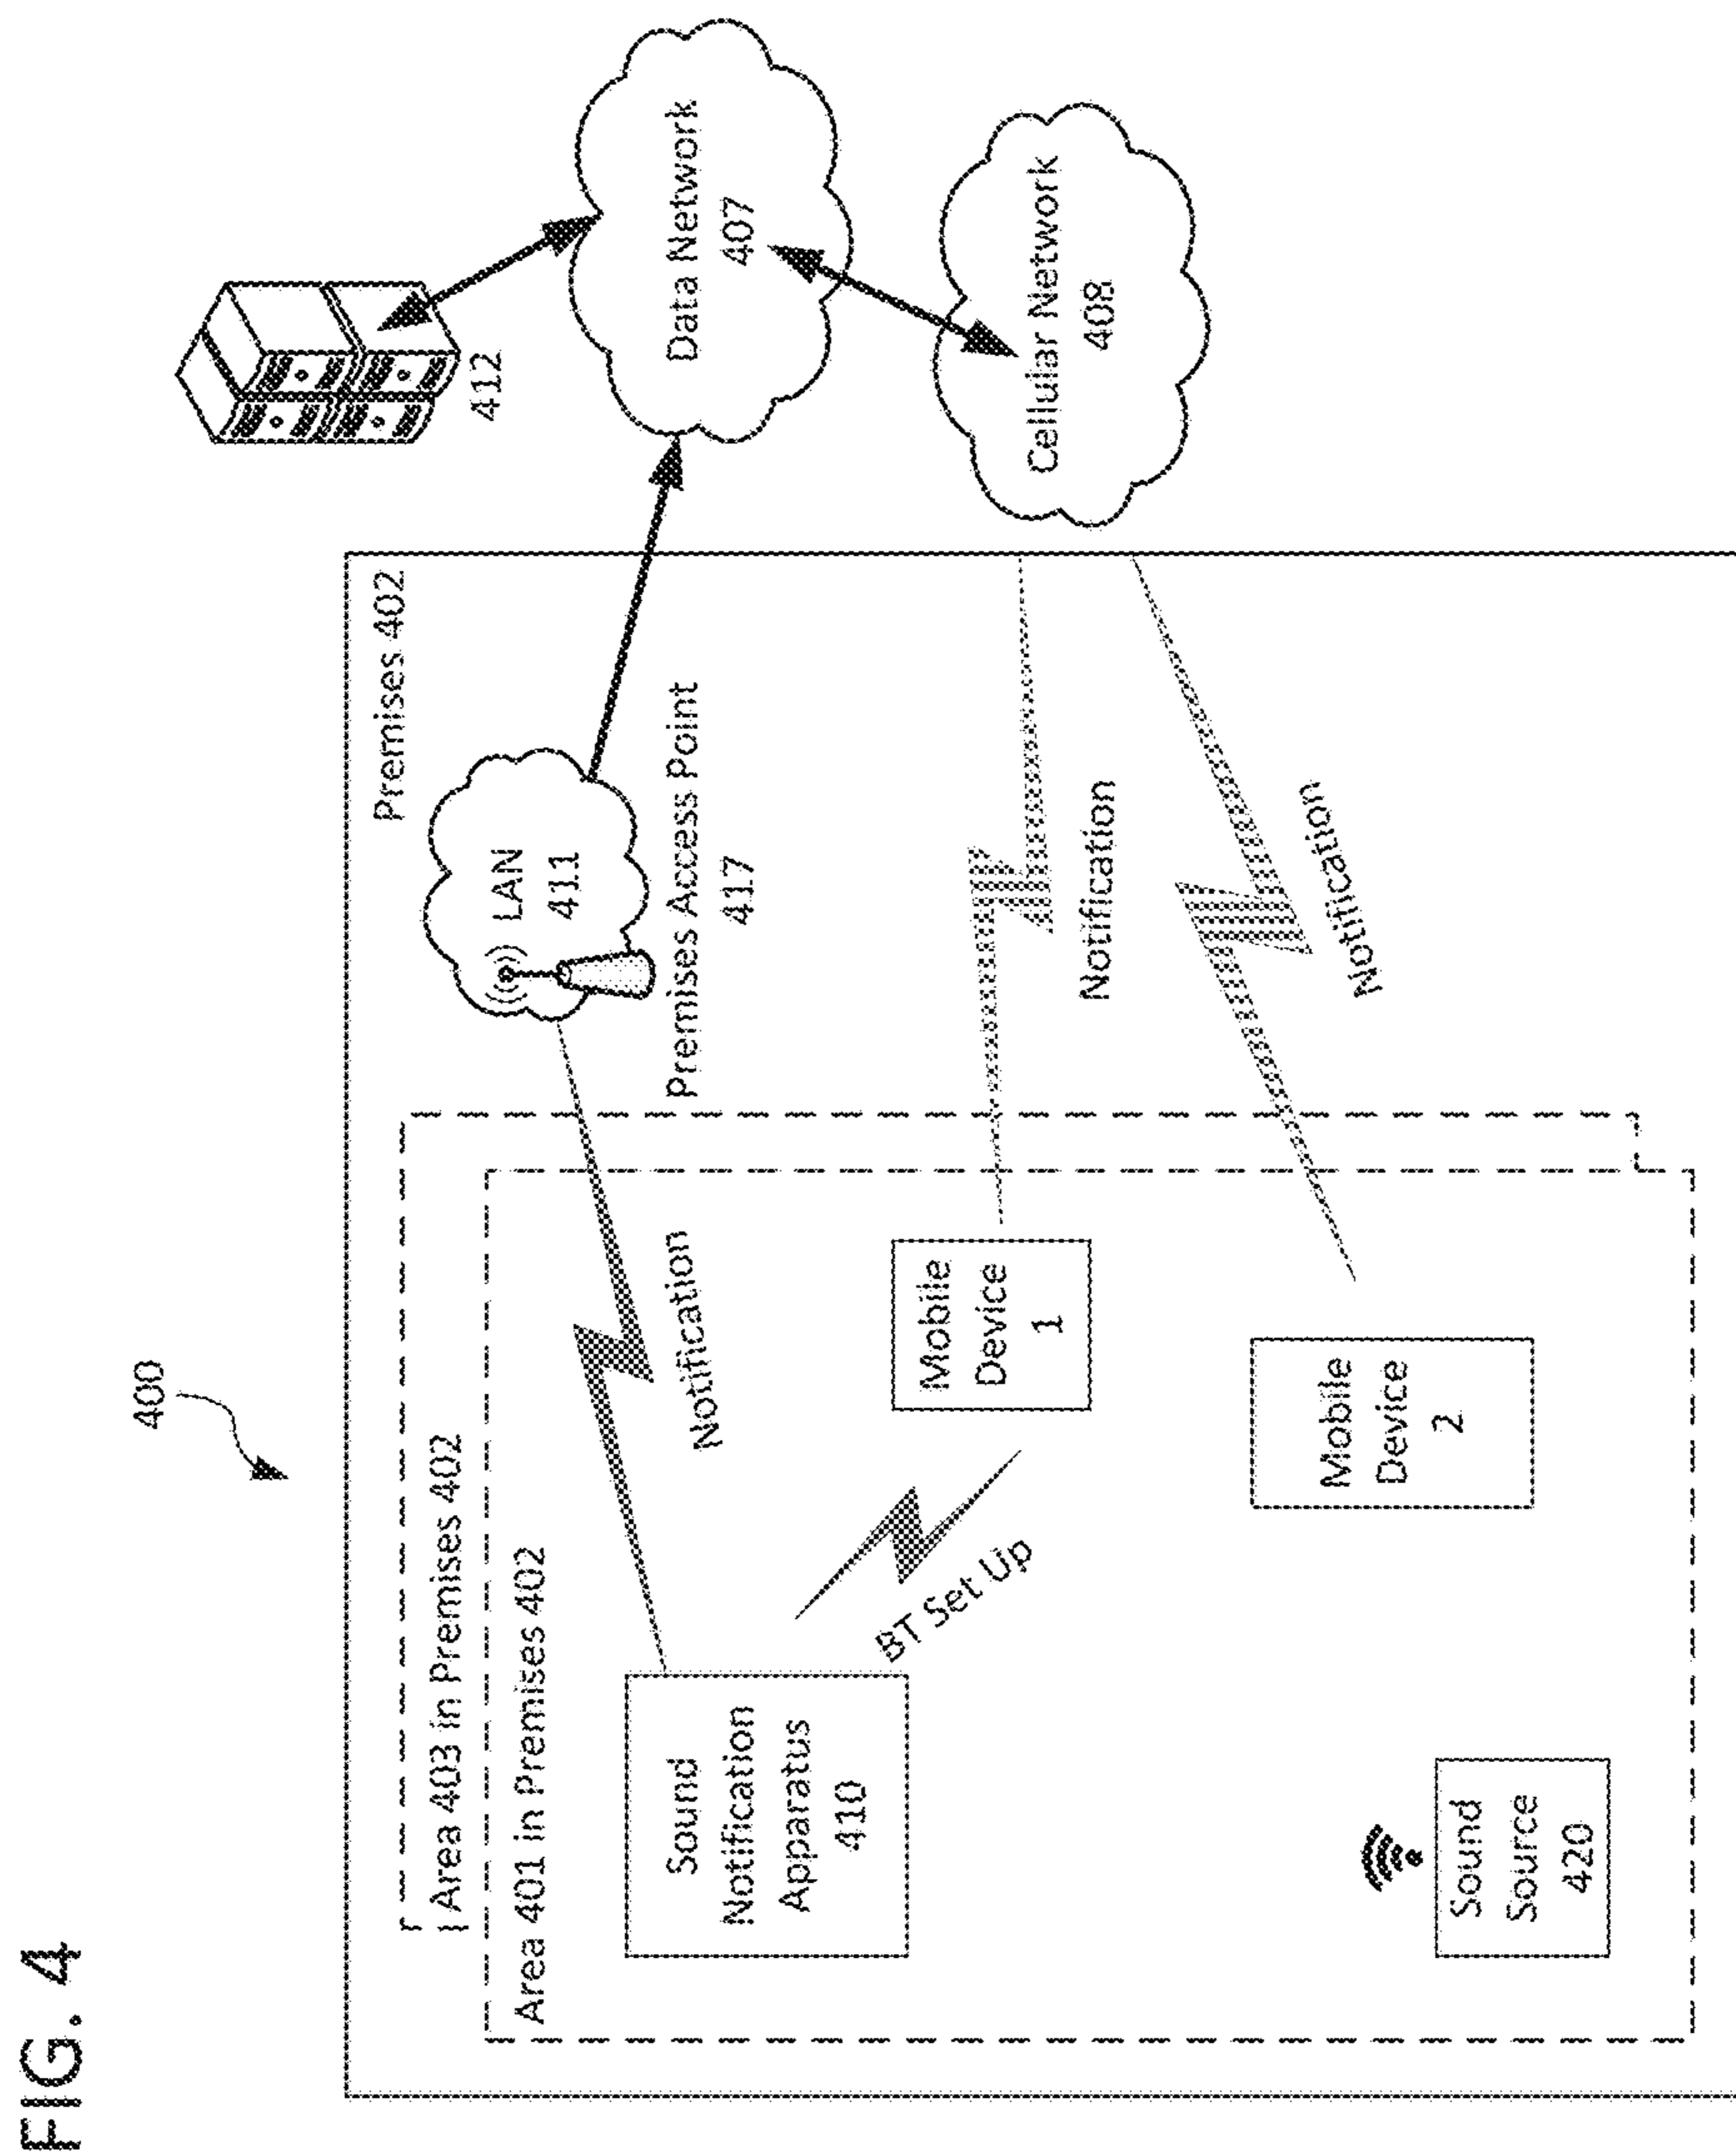 FIG. 4
400
412
Premises 402
Area 403 in Premises 402
Area 401 in Premises 402
LAN
411
Premises Access Point
417
Data Network
407
Cellular Network
408
Notification
Sound
Notification
Apparatus
410
BT Set Up
Mobile
Device
1
Notification
Mobile
Device
2
Notification
Sound
Source
420